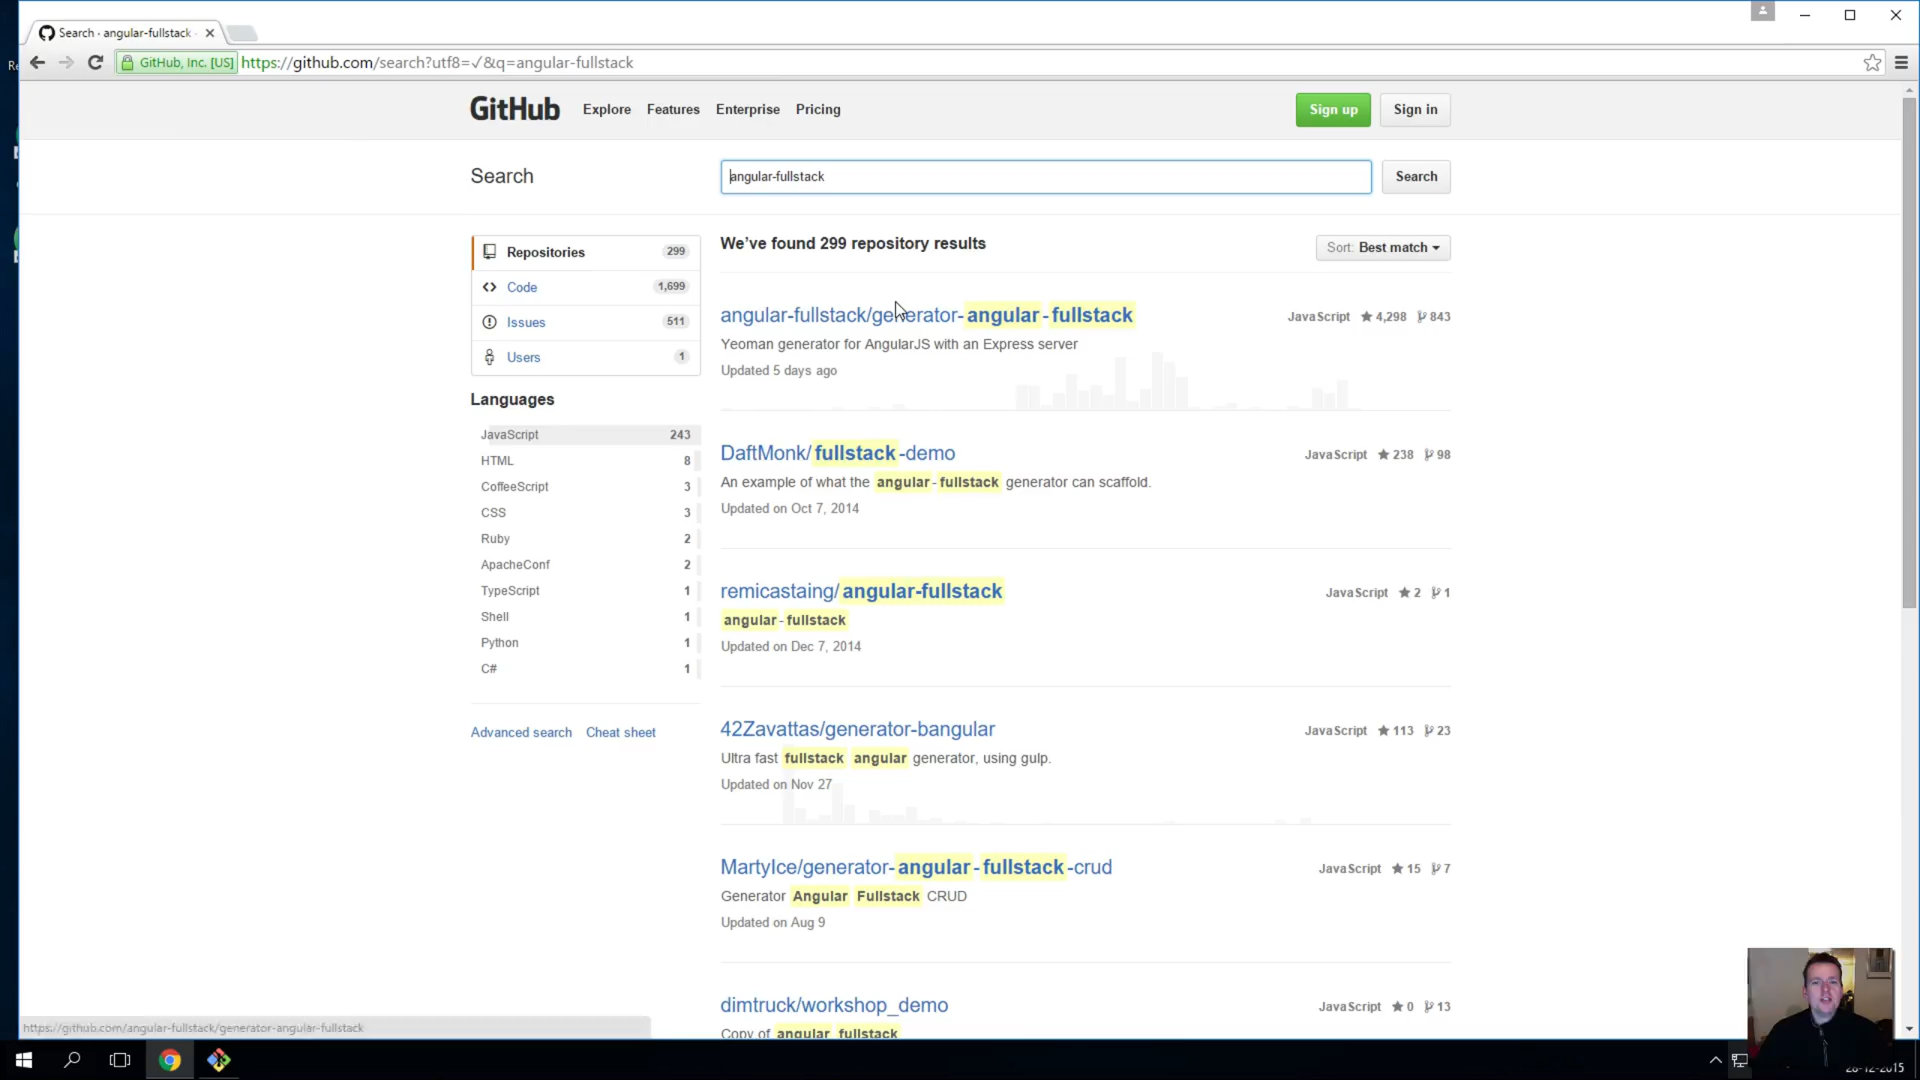 Search · angular-fullstack
GitHub, Inc. [US] https://github.com/search?utf8=✓&q=angular-fullstack
GitHub Explore Features Enterprise Pricing Sign up Sign in
Search angular-fullstack Search
Repositories 299
Code 1,699
Issues 511
Users 1
Languages
JavaScript 243
HTML 8
CoffeeScript 3
CSS 3
Ruby 2
ApacheConf 2
TypeScript 1
Shell 1
Python 1
C# 1
Advanced search Cheat sheet
We've found 299 repository results Sort: Best match
angular-fullstack/generator-angular-fullstack JavaScript 4,298 843
Yeoman generator for AngularJS with an Express server
Updated 5 days ago
DaftMonk/fullstack-demo JavaScript 238 98
An example of what the angular-fullstack generator can scaffold.
Updated on Oct 7, 2014
remicastaing/angular-fullstack JavaScript 2 1
angular-fullstack
Updated on Dec 7, 2014
42Zavattas/generator-bangular JavaScript 113 23
Ultra fast fullstack angular generator, using gulp.
Updated on Nov 27
MartyIce/generator-angular-fullstack-crud JavaScript 15 7
Generator Angular Fullstack CRUD
Updated on Aug 9
dimtruck/workshop_demo JavaScript 0 13
Copy of angular fullstack
https://github.com/angular-fullstack/generator-angular-fullstack